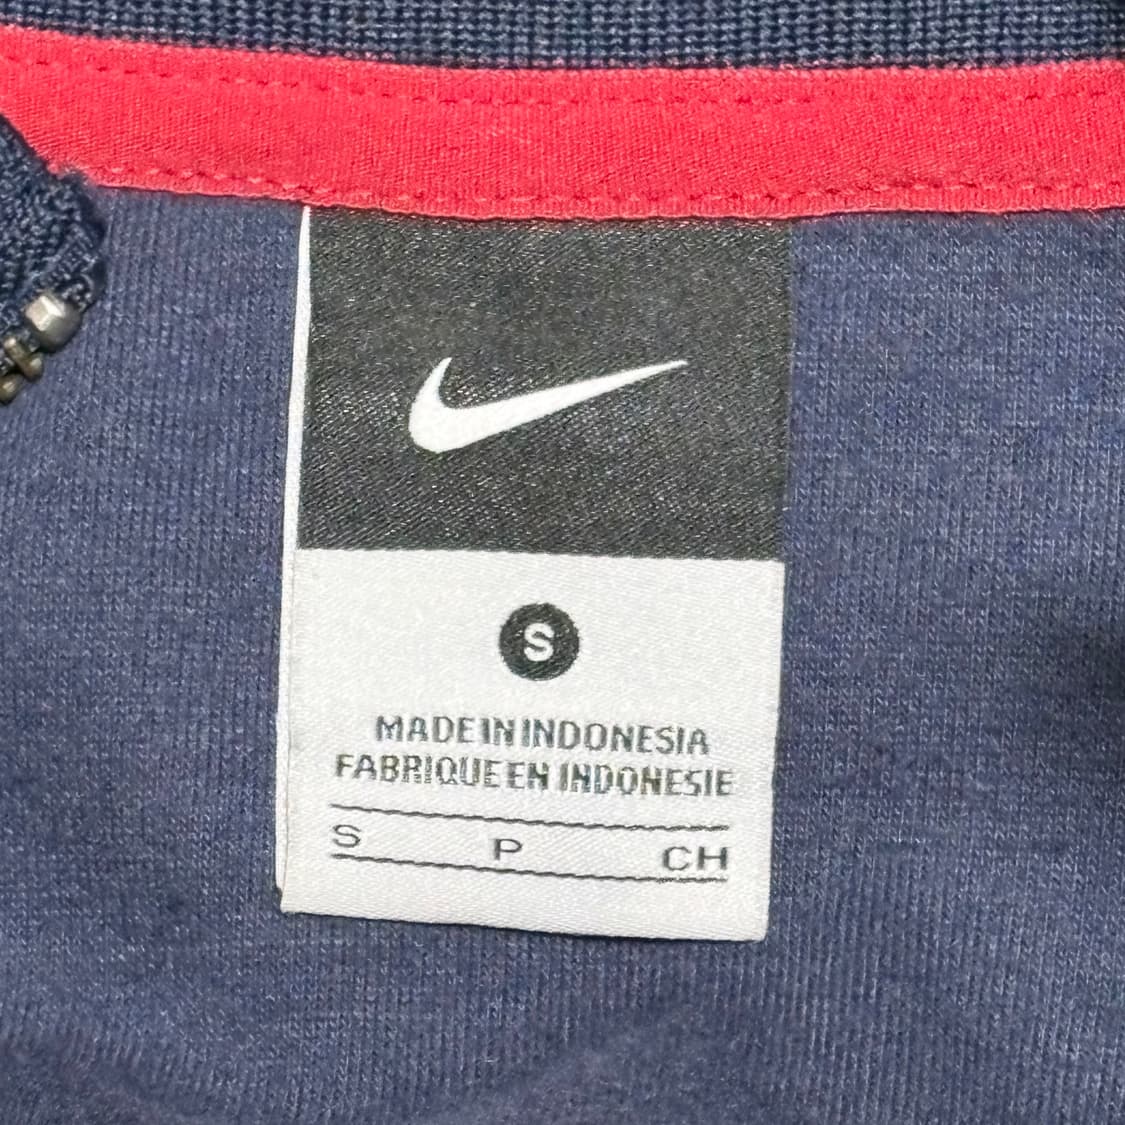 S
MADE IN INDONESIA
FABRIQUE EN INDONESIE
S P CH